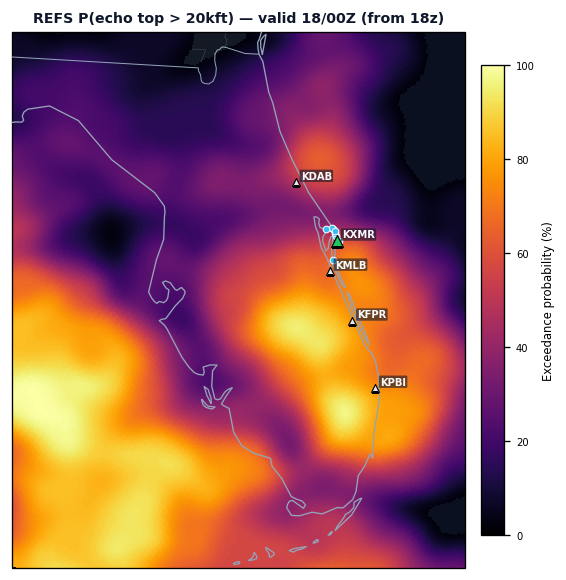 REFS P(echo top > 20kft) — valid 18/00Z (from 18z)
KDAB
KXMR
KMLB
KFPR
KPBI
100
80
60
40
20
0
Exceedance probability (%)